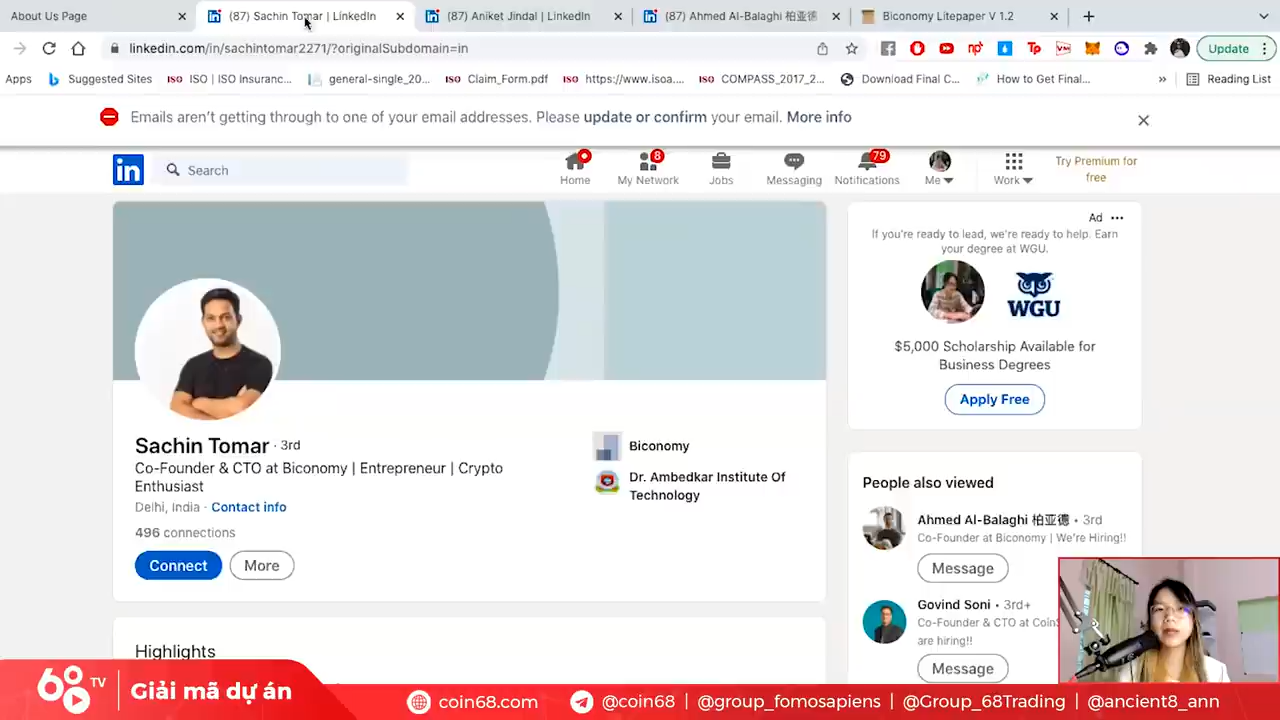 About Us Page
(87) Sachin Tomar | LinkedIn
(87) Aniket Jindal | LinkedIn
(87) Ahmed Al-Balaghi 柏亚德
Biconomy Litepaper V 1.2
linkedin.com/in/sachintomar2271/?originalSubdomain=in
Update
Apps
Suggested Sites
ISO | ISO Insuranc...
general-single_20...
Claim_Form.pdf
https://www.isoa....
COMPASS_2017_2...
Download Final C...
How to Get Final...
Reading List
Emails aren't getting through to one of your email addresses. Please update or confirm your email. More info
in
Search
Home
8
My Network
Jobs
Messaging
79
Notifications
Me
Work
Try Premium for
free
Ad
If you're ready to lead, we're ready to help. Earn
your degree at WGU.
WGU
$5,000 Scholarship Available for
Business Degrees
Apply Free
Sachin Tomar · 3rd
Co-Founder & CTO at Biconomy | Entrepreneur | Crypto
Enthusiast
Delhi, India · Contact info
496 connections
Connect
More
Biconomy
Dr. Ambedkar Institute Of
Technology
People also viewed
Ahmed Al-Balaghi 柏亚德 • 3rd
Co-Founder at Biconomy | We're Hiring!!
Message
Govind Soni • 3rd+
Co-Founder & CTO at CoinS
are hiring!!
Message
Highlights
68 TV
Giải mã dự án
coin68.com
@coin68 | @group_fomosapiens | @Group_68Trading | @ancient8_ann